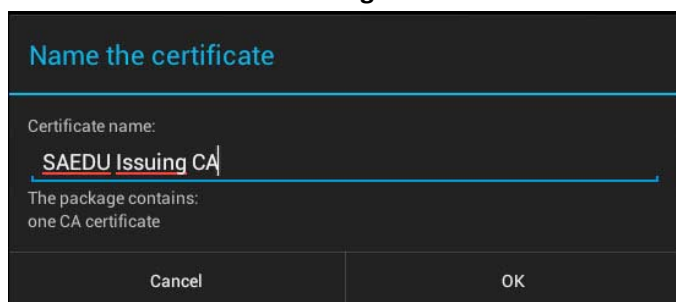 Name the certificate
Certificate name:
SAEDU Issuing CA
The package contains:
one CA certificate
Cancel
OK